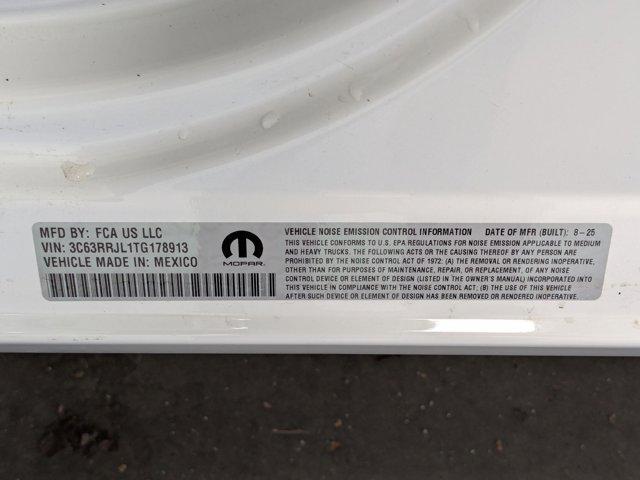 MFD BY: FCA US LLC
VIN: 3C63RRJL1TG178913
VEHICLE MADE IN: MEXICO
MOPAR.
VEHICLE NOISE EMISSION CONTROL INFORMATION DATE OF MFR (BUILT): 8-25
THIS VEHICLE CONFORMS TO U.S. EPA REGULATIONS FOR NOISE EMISSION APPLICABLE TO MEDIUM
AND HEAVY TRUCKS. THE FOLLOWING ACTS OR THE CAUSING THEREOF BY ANY PERSON
ARE PROHIBITED BY THE NOISE CONTROL ACT OF 1972: (A) THE REMOVAL OR RENDERING INOPERATIVE,
OTHER THAN FOR PURPOSES OF MAINTENANCE, REPAIR, OR REPLACEMENT, OF ANY NOISE
CONTROL DEVICE OR ELEMENT OF DESIGN (LISTED IN THE OWNER'S MANUAL) INCORPORATED INTO
THIS VEHICLE IN COMPLIANCE WITH THE NOISE CONTROL ACT; (B) THE USE OF THIS VEHICLE
AFTER SUCH DEVICE OR ELEMENT OF DESIGN HAS BEEN REMOVED OR RENDERED INOPERATIVE.